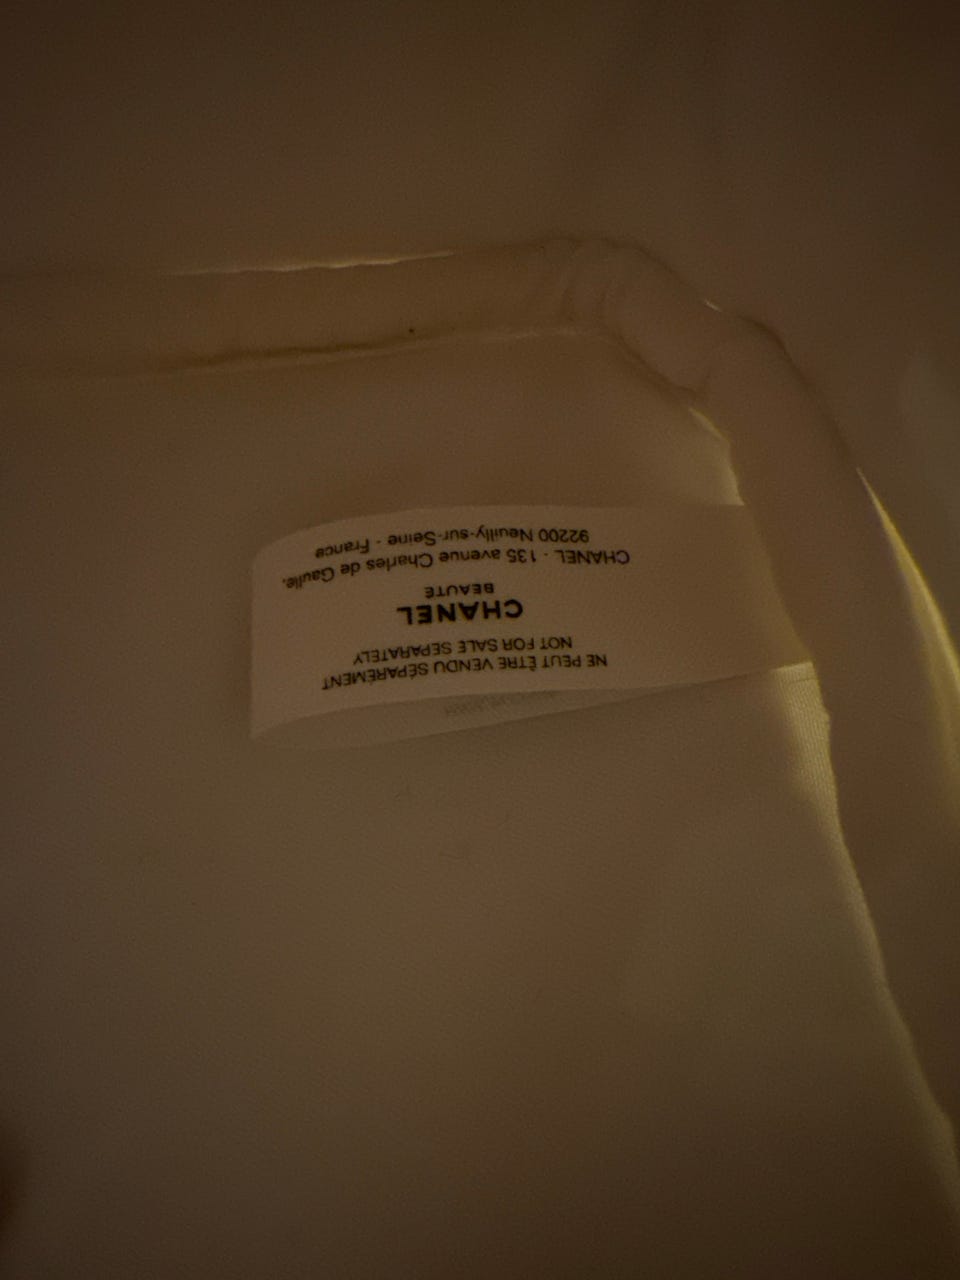 NE PEUT ÊTRE VENDU SÉPARÉMENT
NOT FOR SALE SEPARATELY
CHANEL
BEAUTÉ
CHANEL - 135 avenue Charles de Gaulle,
92200 Neuilly-sur-Seine - France